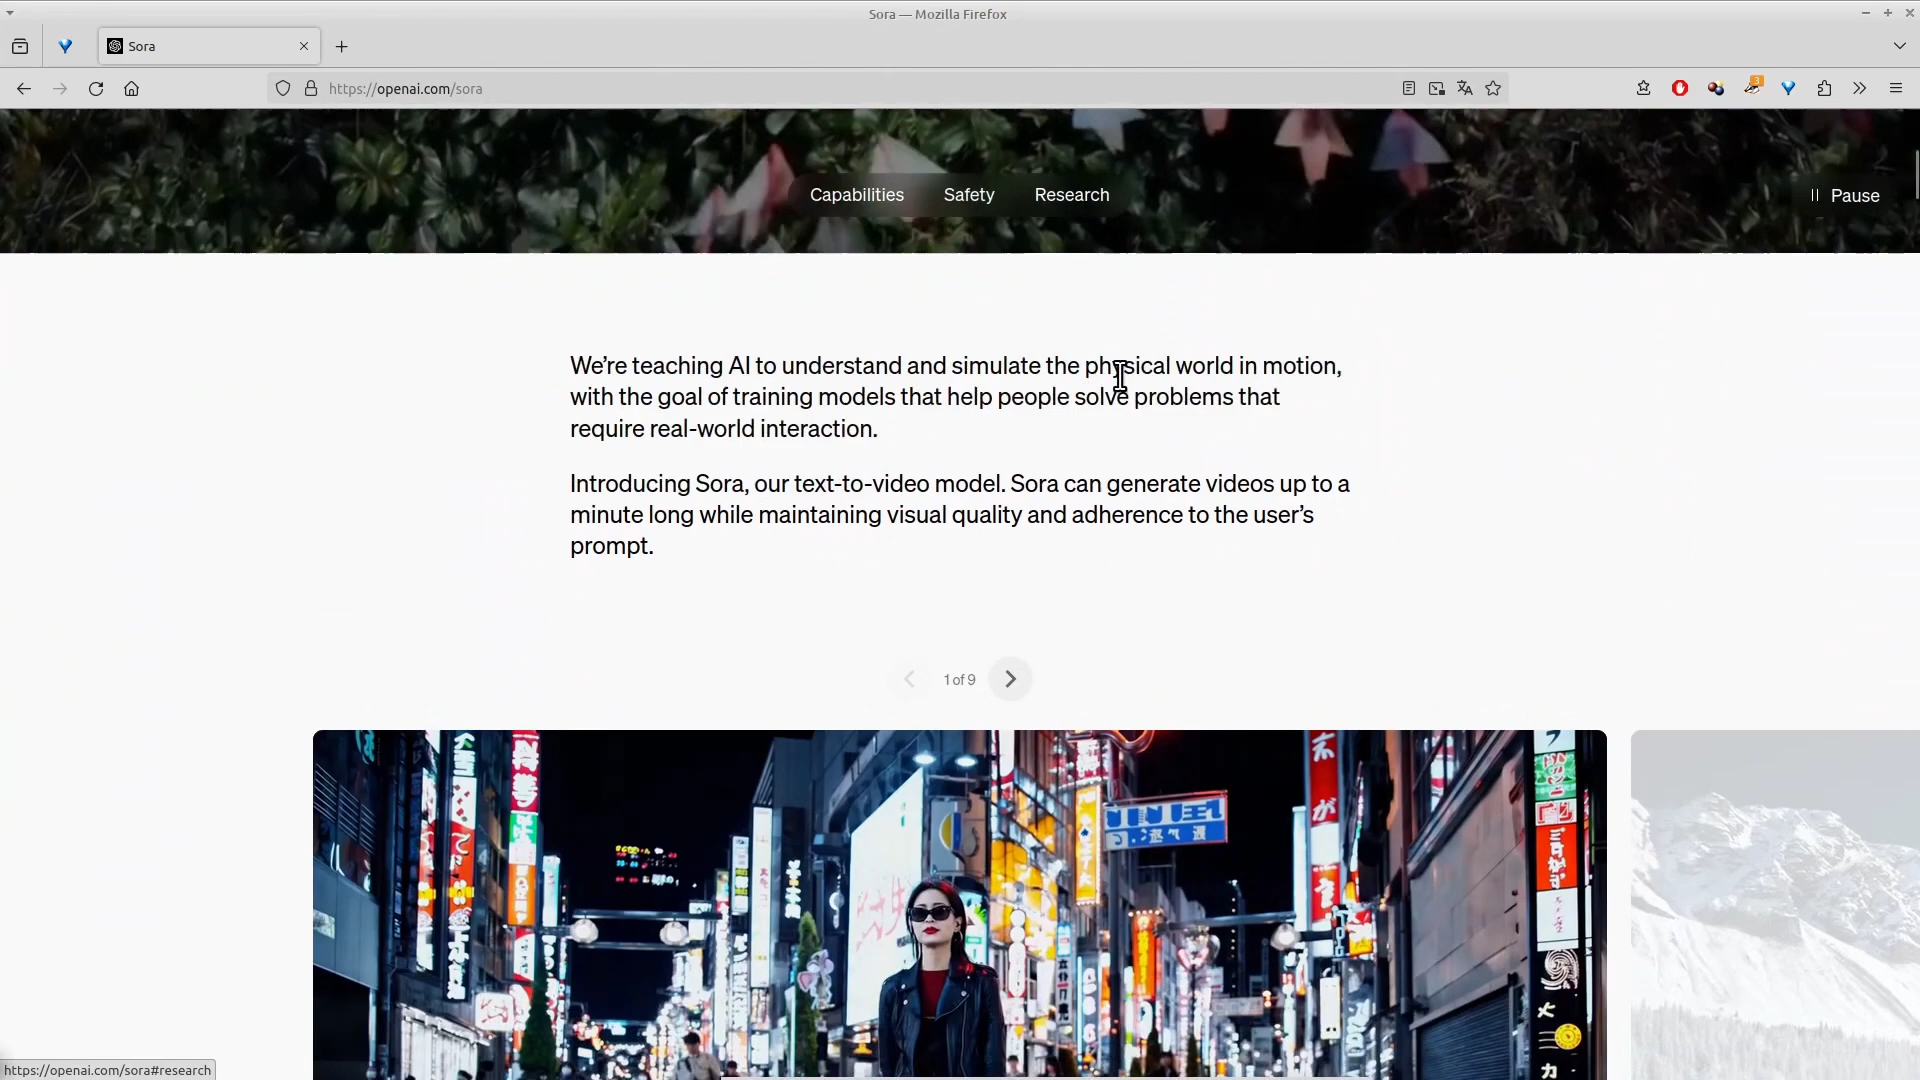 Sora — Mozilla Firefox
Sora
https://openai.com/sora
3
Capabilities
Safety
Research
Pause
We’re teaching AI to understand and simulate the physical world in motion,
with the goal of training models that help people solve problems that
require real-world interaction.
Introducing Sora, our text-to-video model. Sora can generate videos up to a
minute long while maintaining visual quality and adherence to the user’s
prompt.
1 of 9
https://openai.com/sora#research